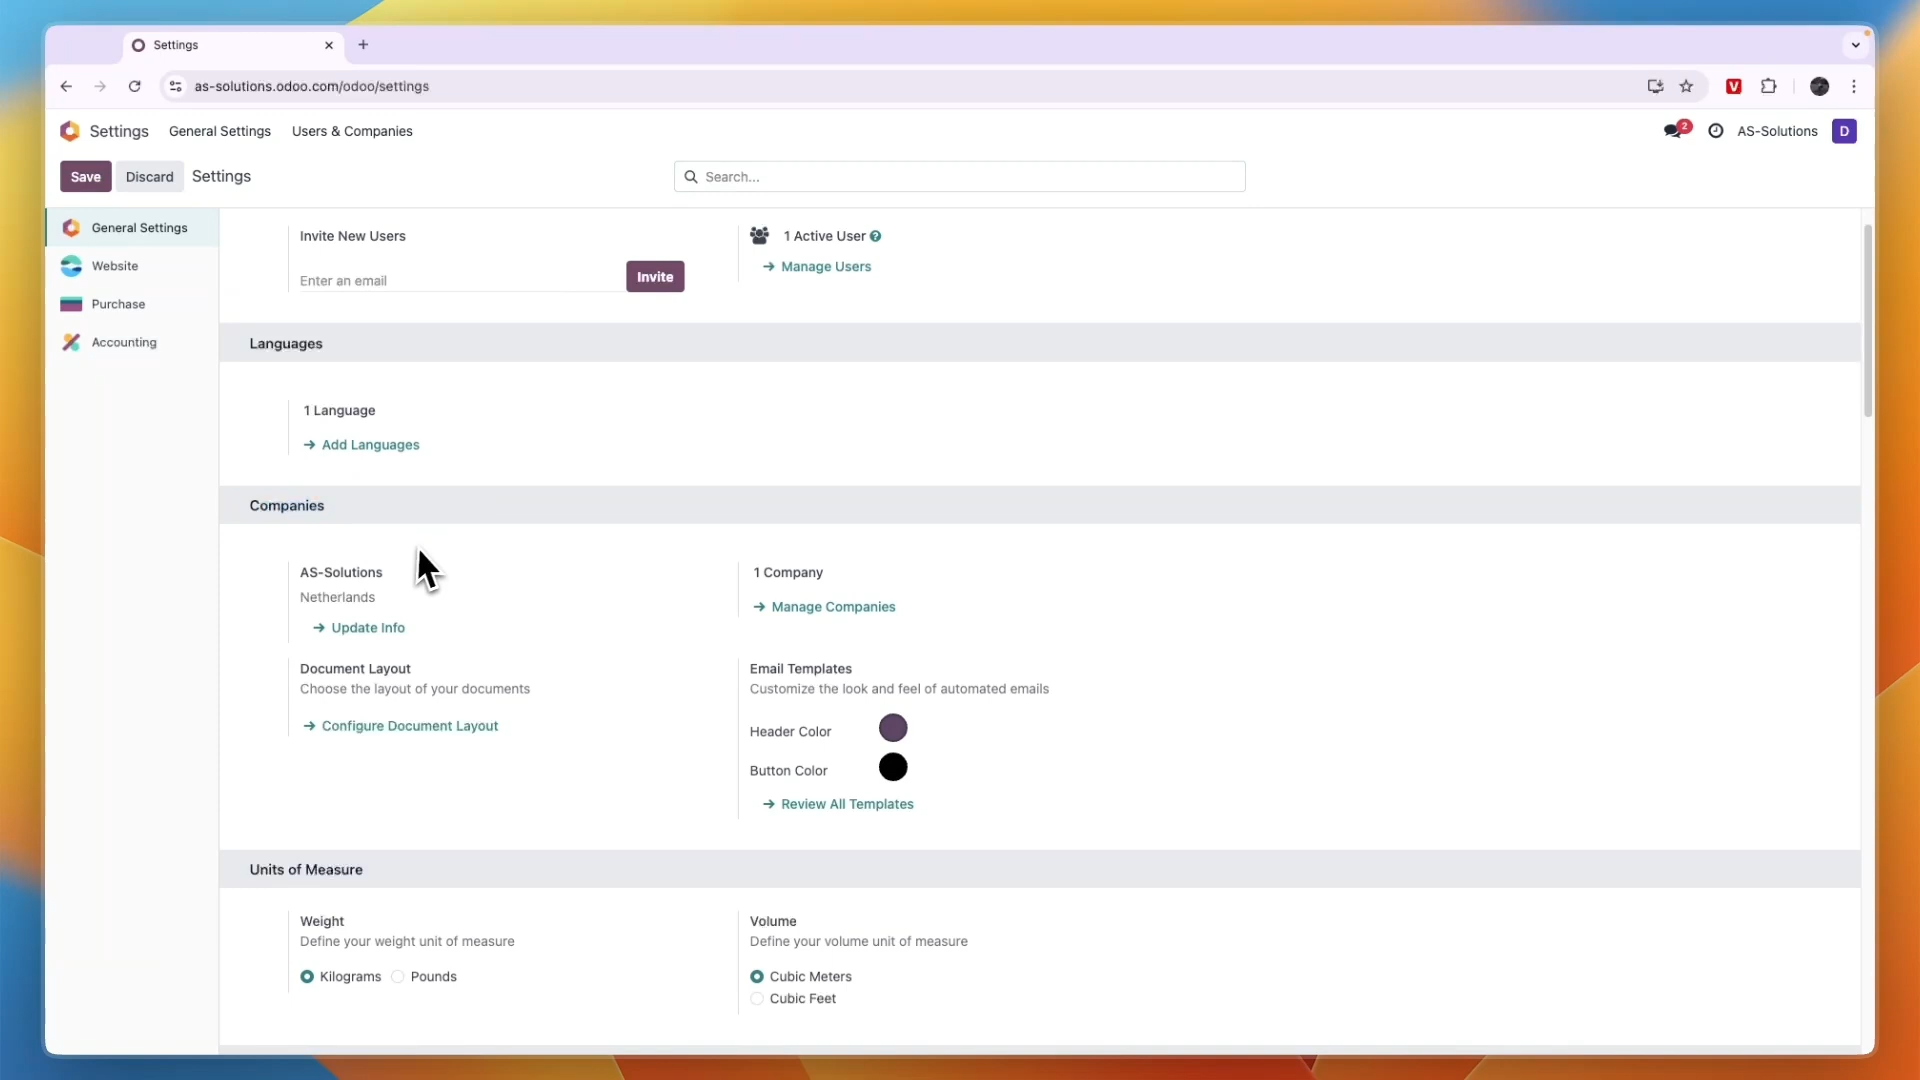 Settings
as-solutions.odoo.com/odoo/settings
V
Settings General Settings Users & Companies
2 AS-Solutions D
Save Discard Settings
Search...
General Settings
Website
Purchase
Accounting
Invite New Users
Enter an email
Invite
1 Active User
Manage Users
Languages
1 Language
Add Languages
Companies
AS-Solutions
Netherlands
Update Info
1 Company
Manage Companies
Document Layout
Choose the layout of your documents
Configure Document Layout
Email Templates
Customize the look and feel of automated emails
Header Color
Button Color
Review All Templates
Units of Measure
Weight
Define your weight unit of measure
Kilograms Pounds
Volume
Define your volume unit of measure
Cubic Meters
Cubic Feet